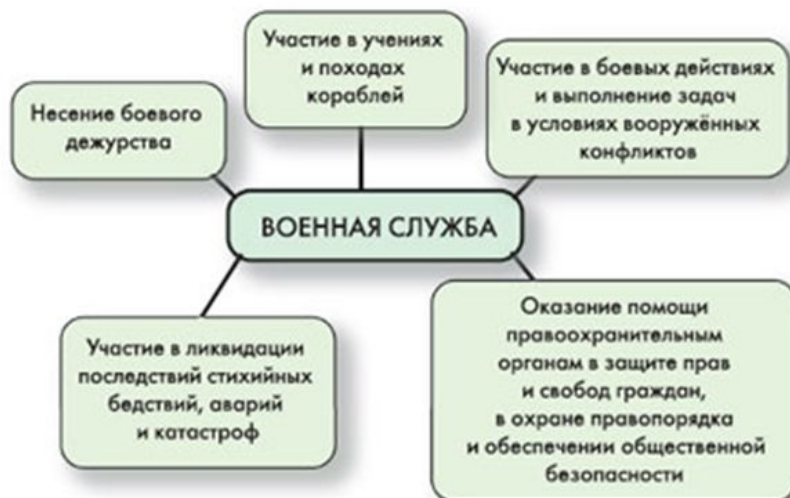 Участие в учениях
и походах
кораблей
Участие в боевых действиях
и выполнение задач
в условиях вооружённых
конфликтов
Несение боевого
дежурства
ВОЕННАЯ СЛУЖБА
Участие в ликвидации
последствий стихийных
бедствий, аварий
и катастроф
Оказание помощи
правоохранительным
органам в защите прав
и свобод граждан,
в охране правопорядка
и обеспечении общественной
безопасности